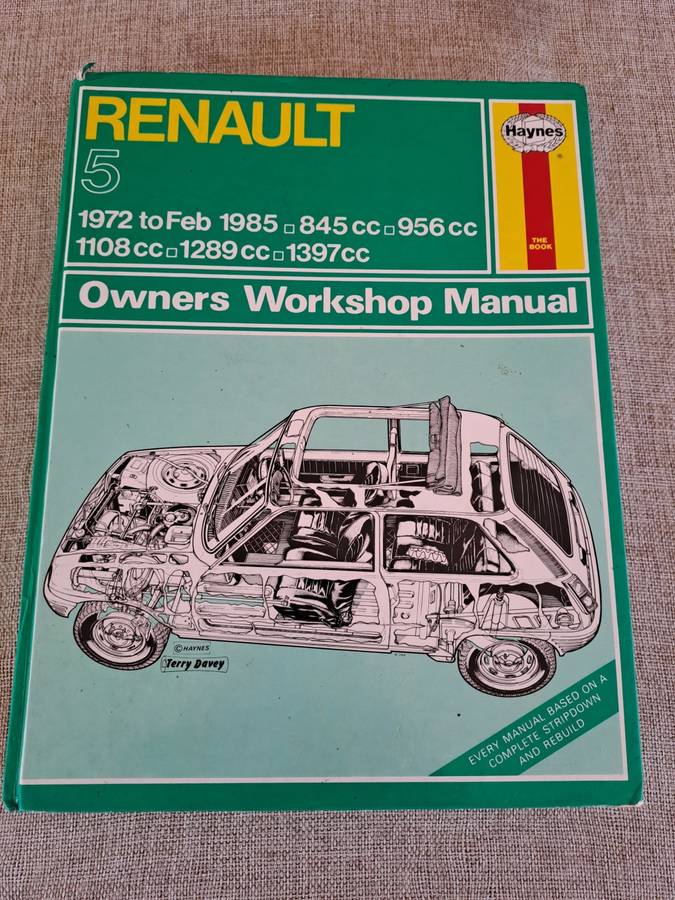 RENAULT
5
1972 to Feb 1985 □ 845 cc □ 956 cc
1108 cc □ 1289 cc □ 1397 cc
Haynes
®
THE
BOOK
Owners Workshop Manual
© HAYNES
Terry Davey
EVERY MANUAL BASED ON A
COMPLETE STRIPDOWN
AND REBUILD